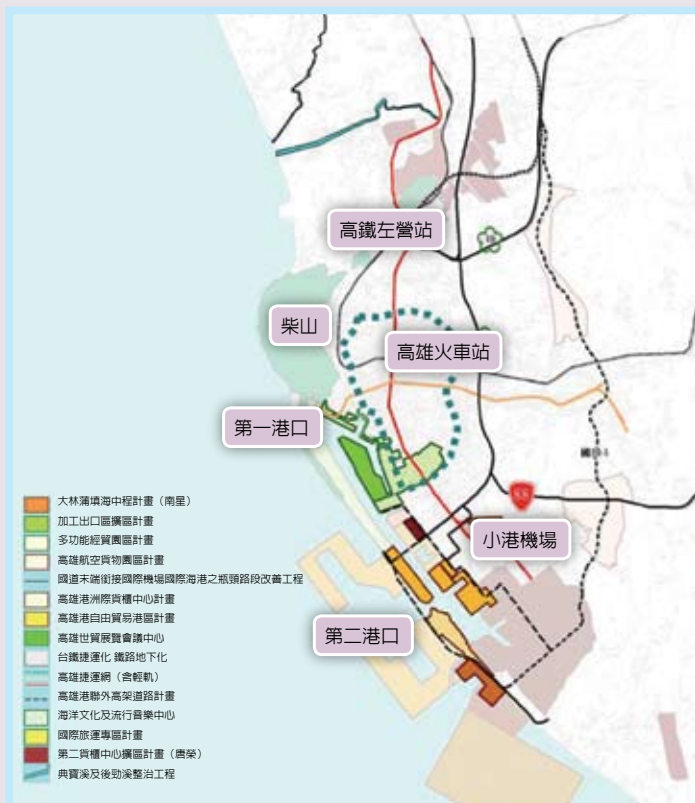 高鐵左營站
柴山
高雄火車站
第一港口
88
小港機場
第二港口
大林蒲填海中程計畫（南星）
加工出口區擴區計畫
多功能經貿園區計畫
高雄航空貨物園區計畫
國道末端銜接國際機場國際海港之瓶頸路段改善工程
高雄港洲際貨櫃中心計畫
高雄港自由貿易港區計畫
高雄世貿展覽會議中心
台鐵捷運化 鐵路地下化
高雄捷運網（含輕軌）
高雄港聯外高架道路計畫
海洋文化及流行音樂中心
國際旅運專區計畫
第二貨櫃中心擴區計畫（唐榮）
典寶溪及後勁溪整治工程